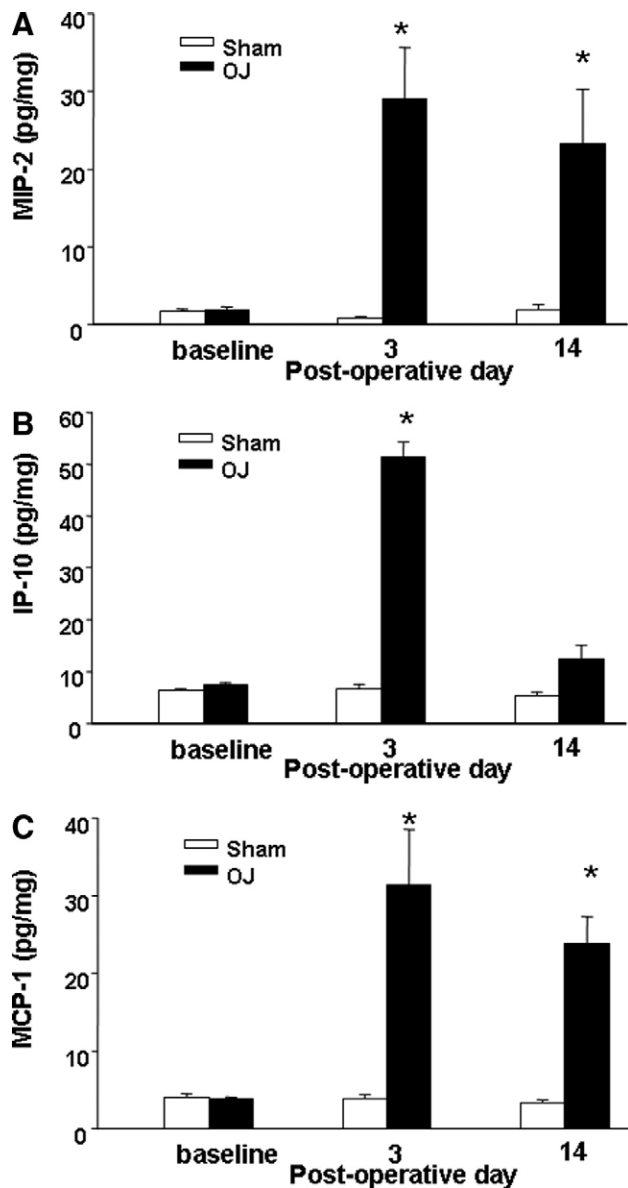 A
MIP-2 (pg/mg)
40
30
20
10
0
Sham
OJ
*
*
baseline 3 14
Post-operative day
B
IP-10 (pg/mg)
60
50
40
30
20
10
0
Sham
OJ
*
baseline 3 14
Post-operative day
C
MCP-1 (pg/mg)
40
30
20
10
0
Sham
OJ
*
*
baseline 3 14
Post-operative day